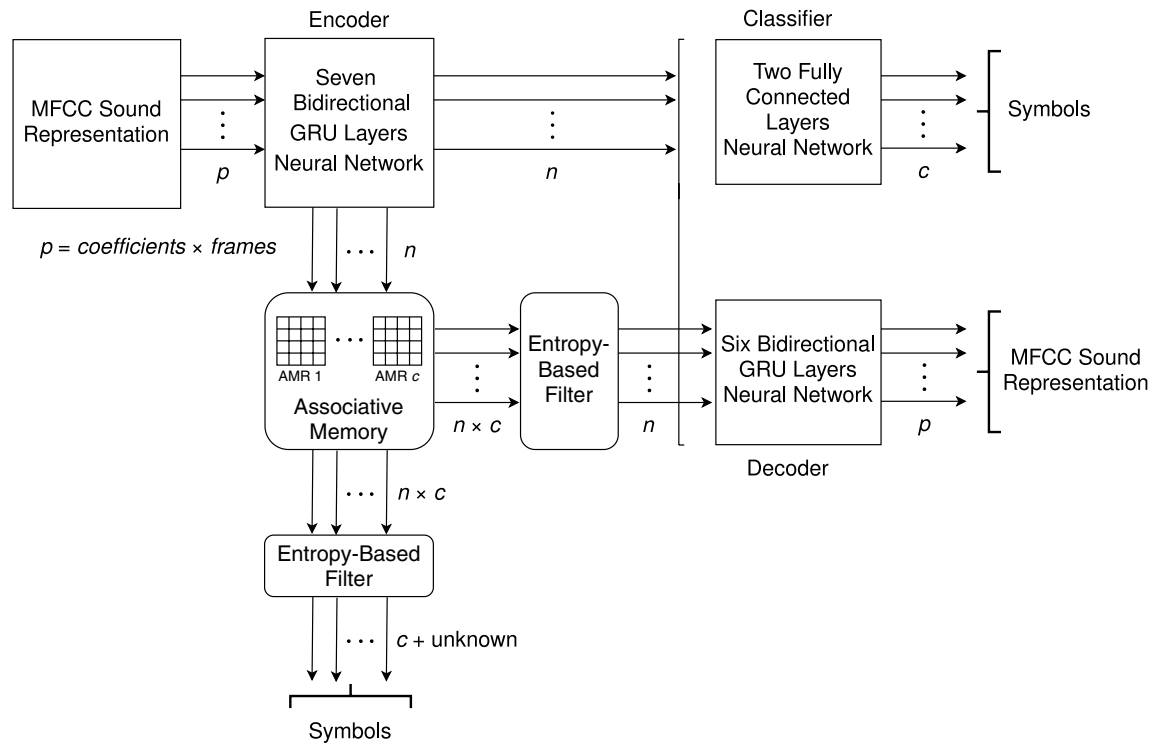 Encoder
Classifier
MFCC Sound
Representation
p
Seven
Bidirectional
GRU Layers
Neural Network
n
Two Fully
Connected
Layers
Neural Network
c
Symbols
p = coefficients × frames
n
AMR 1
AMR c
Associative
Memory
n × c
Entropy-
Based
Filter
n
Six Bidirectional
GRU Layers
Neural Network
p
MFCC Sound
Representation
Decoder
n × c
Entropy-Based
Filter
c + unknown
Symbols